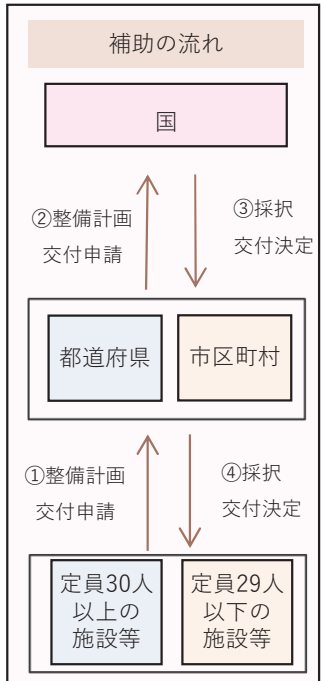 補助の流れ
国
②整備計画
交付申請
③採択
交付決定
都道府県
市区町村
①整備計画
交付申請
④採択
交付決定
定員30人
以上の
施設等
定員29人
以下の
施設等